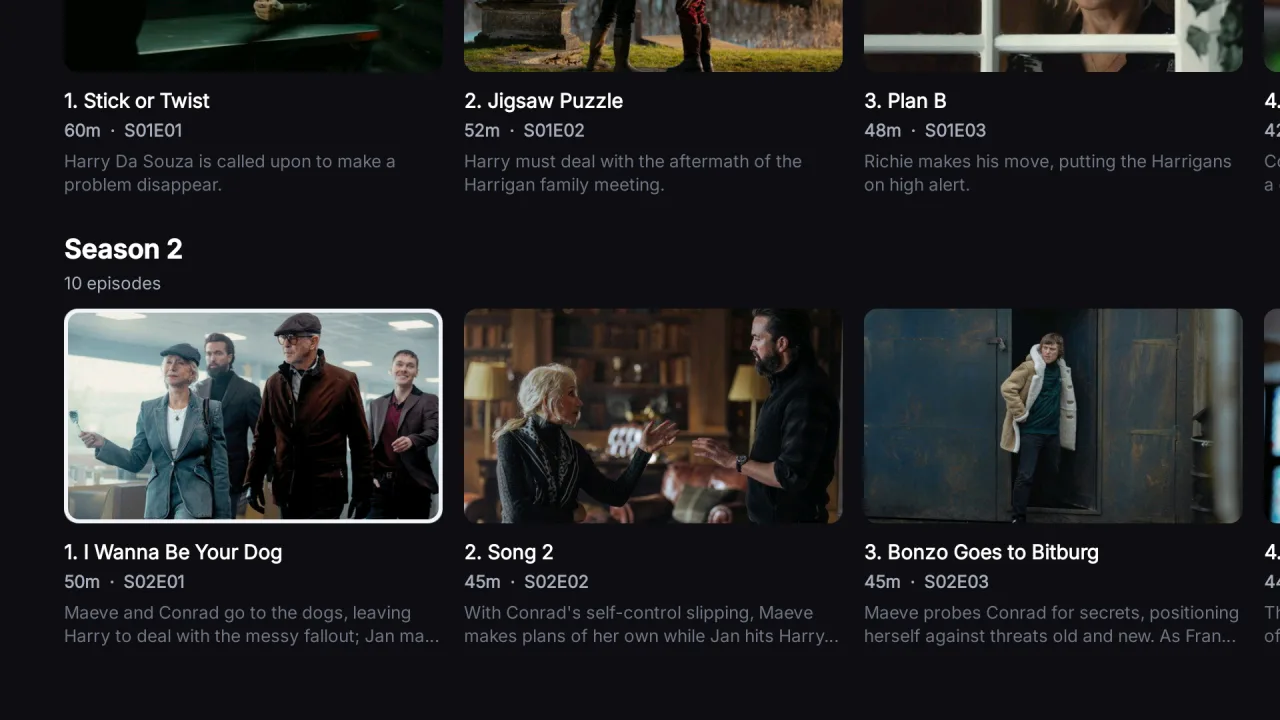 1. Stick or Twist
60m · S01E01
Harry Da Souza is called upon to make a
problem disappear.
2. Jigsaw Puzzle
52m · S01E02
Harry must deal with the aftermath of the
Harrigan family meeting.
3. Plan B
48m · S01E03
Richie makes his move, putting the Harrigans
on high alert.
4.
42
a
Season 2
10 episodes
1. I Wanna Be Your Dog
50m · S02E01
Maeve and Conrad go to the dogs, leaving
Harry to deal with the messy fallout; Jan ma...
2. Song 2
45m · S02E02
With Conrad's self-control slipping, Maeve
makes plans of her own while Jan hits Harry...
3. Bonzo Goes to Bitburg
45m · S02E03
Maeve probes Conrad for secrets, positioning
herself against threats old and new. As Fran...
4.
44
Th
of